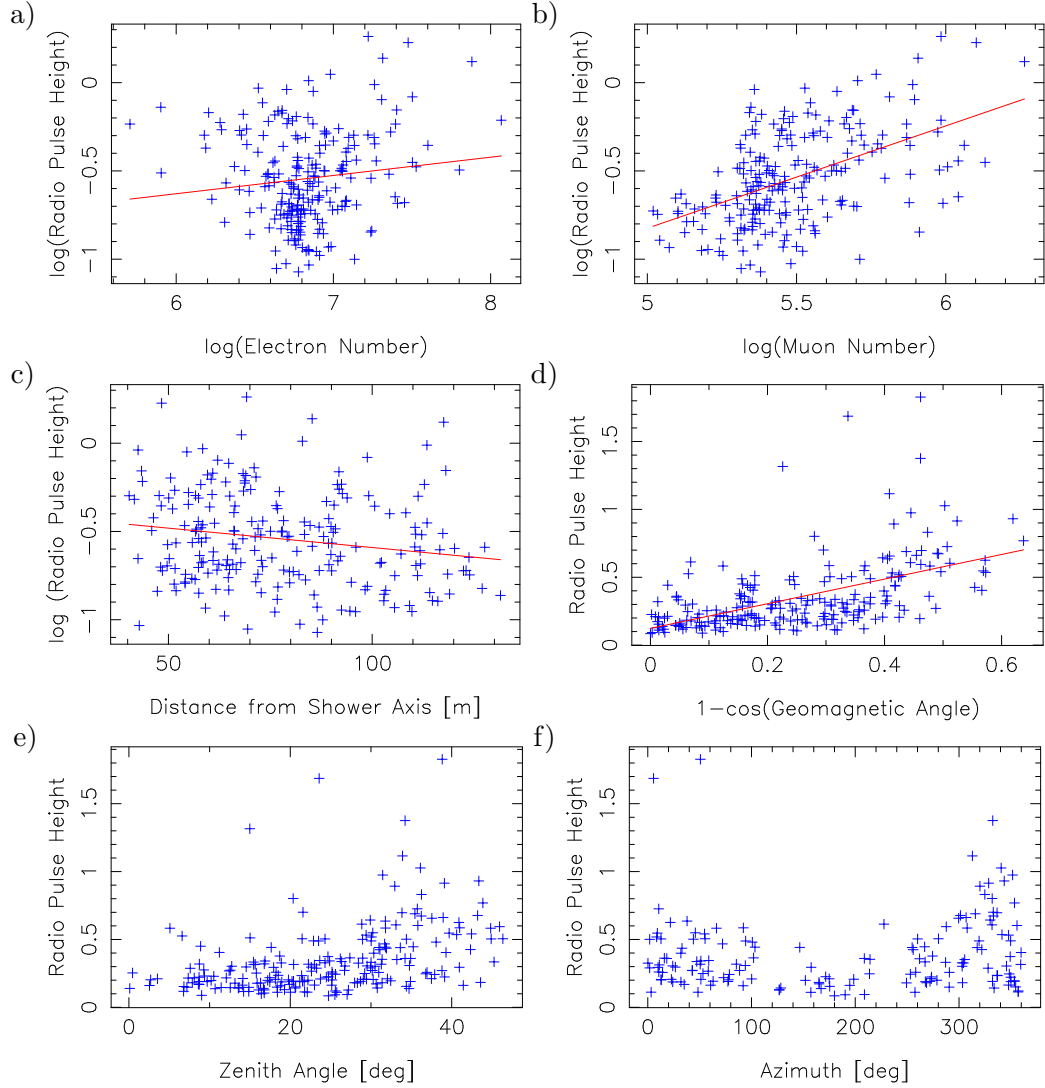 a)
log(Radio Pulse Height)
0
−0.5
−1
6
7
8
log(Electron Number)
b)
log(Radio Pulse Height)
0
−0.5
−1
5
5.5
6
log(Muon Number)
c)
log (Radio Pulse Height)
0
−0.5
−1
50
100
Distance from Shower Axis [m]
d)
Radio Pulse Height
1.5
1
0.5
0
0
0.2
0.4
0.6
1−cos(Geomagnetic Angle)
e)
Radio Pulse Height
1.5
1
0.5
0
0
20
40
Zenith Angle [deg]
f)
Radio Pulse Height
1.5
1
0.5
0
0
100
200
300
Azimuth [deg]